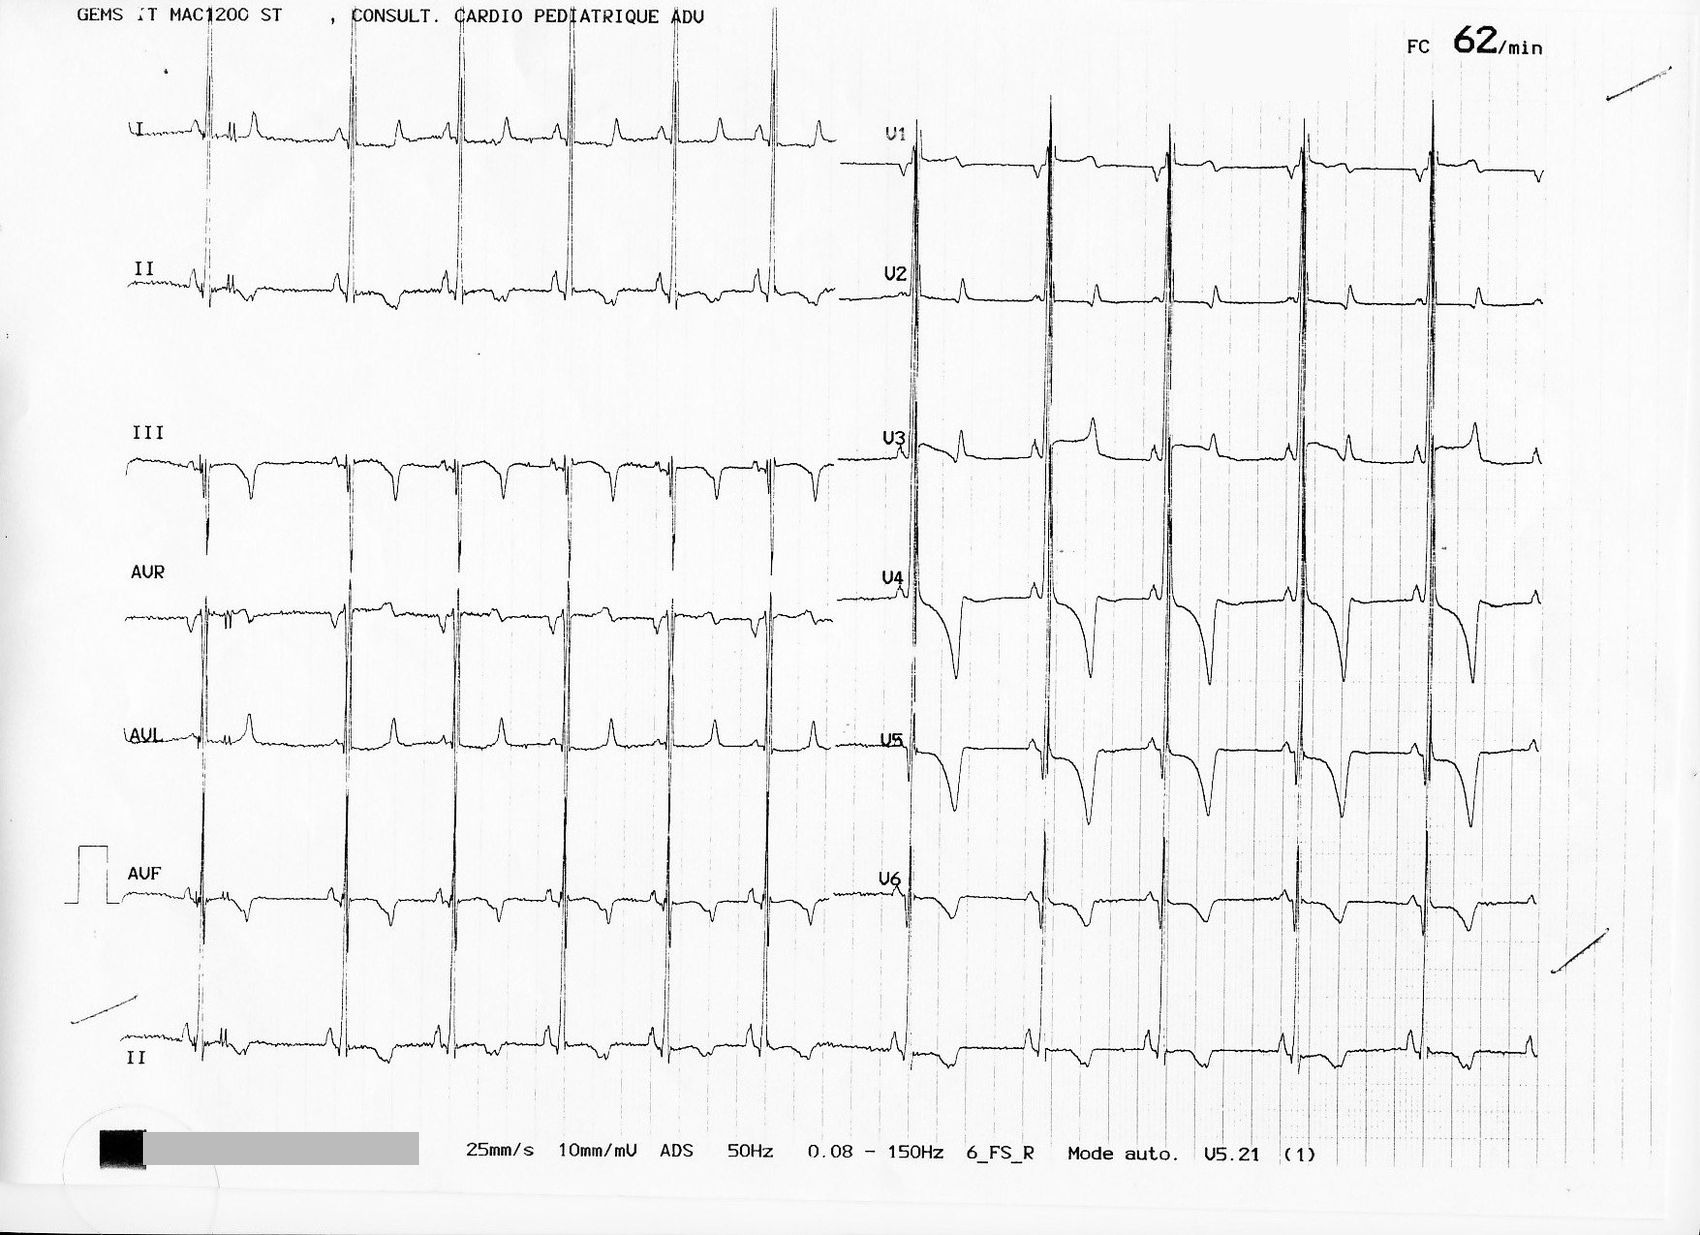 GEMS IT MAC1200 ST , CONSULT. CARDIO PEDIATRIQUE ADV
FC 62/min
I
II
III
AVR
AVL
AVF
II
V1
V2
V3
V4
V5
V6
25mm/s 10mm/mV ADS 50Hz 0.08 - 150Hz 6_FS_R Mode auto. V5.21 (1)